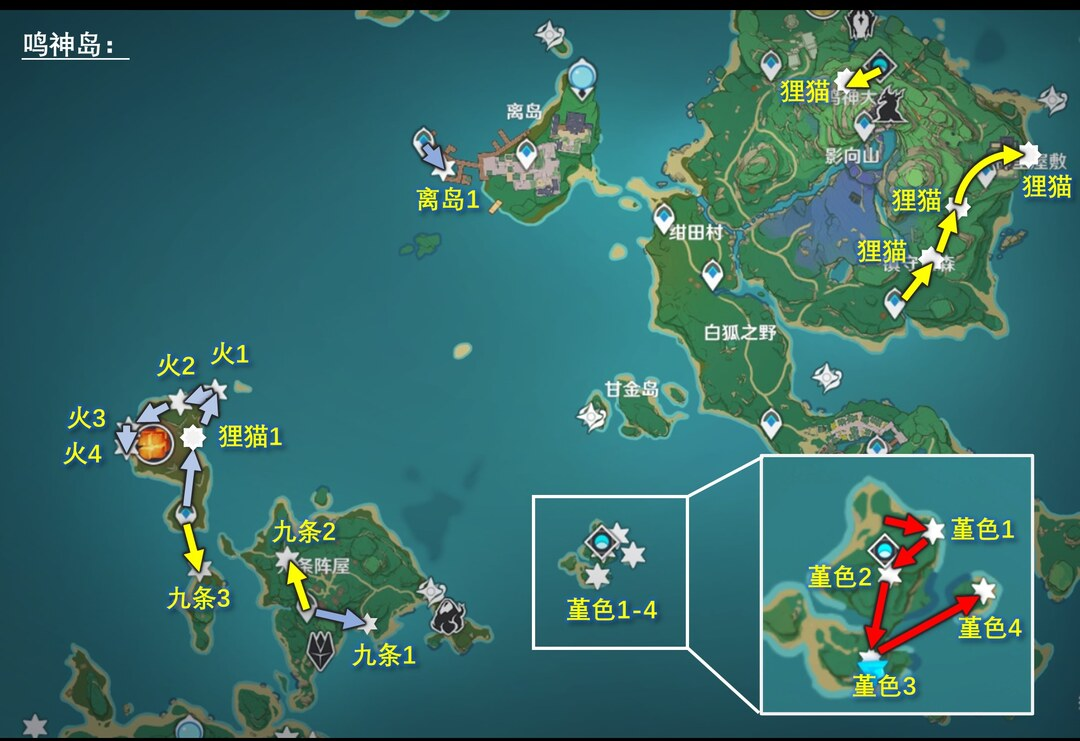 鸣神岛：
狸猫
离岛
影向山
离岛1
狸猫
狸猫
绀田村
狸猫
白狐之野
火2
火1
甘金岛
火3
狸猫1
火4
九条2
条阵屋
堇色1
堇色2
九条3
堇色1-4
堇色4
九条1
堇色3